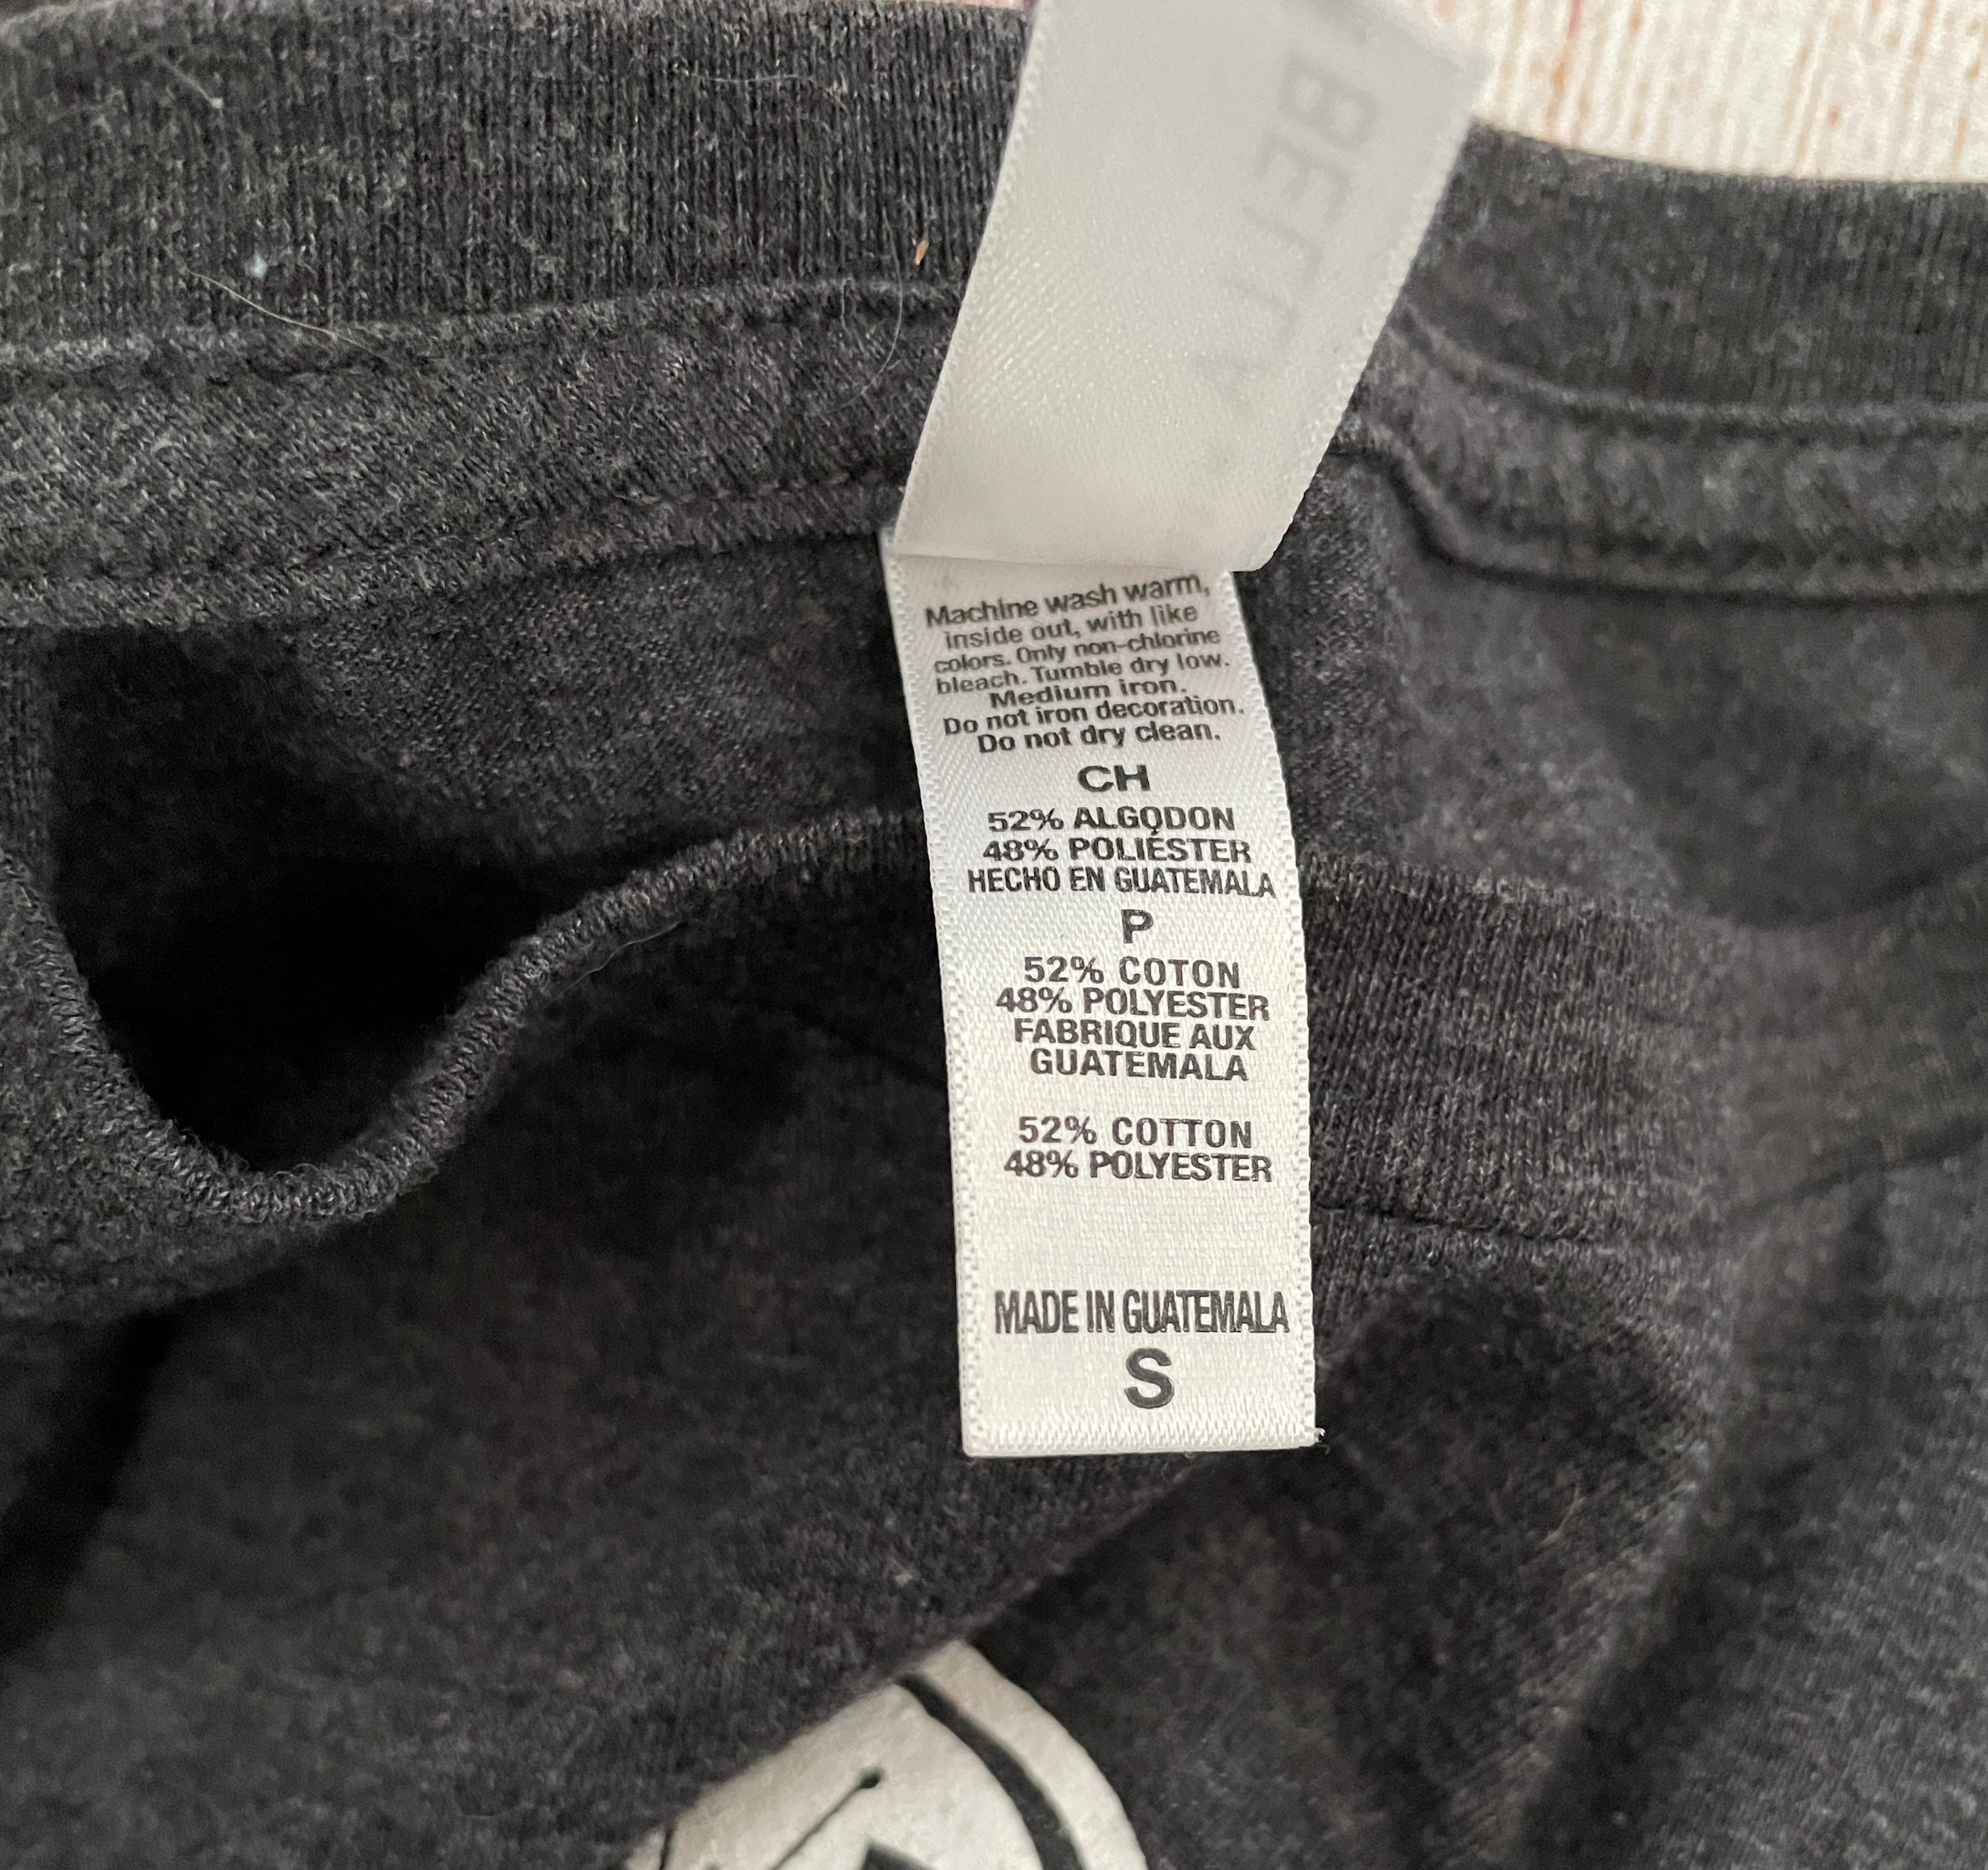 Machine wash warm,
inside out, with like
colors. Only non-chlorine
bleach. Tumble dry low.
Medium iron.
Do not iron decoration.
Do not dry clean.
CH
52% ALGODON
48% POLIÉSTER
HECHO EN GUATEMALA
P
52% COTON
48% POLYESTER
FABRIQUE AUX
GUATEMALA
52% COTTON
48% POLYESTER
MADE IN GUATEMALA
S